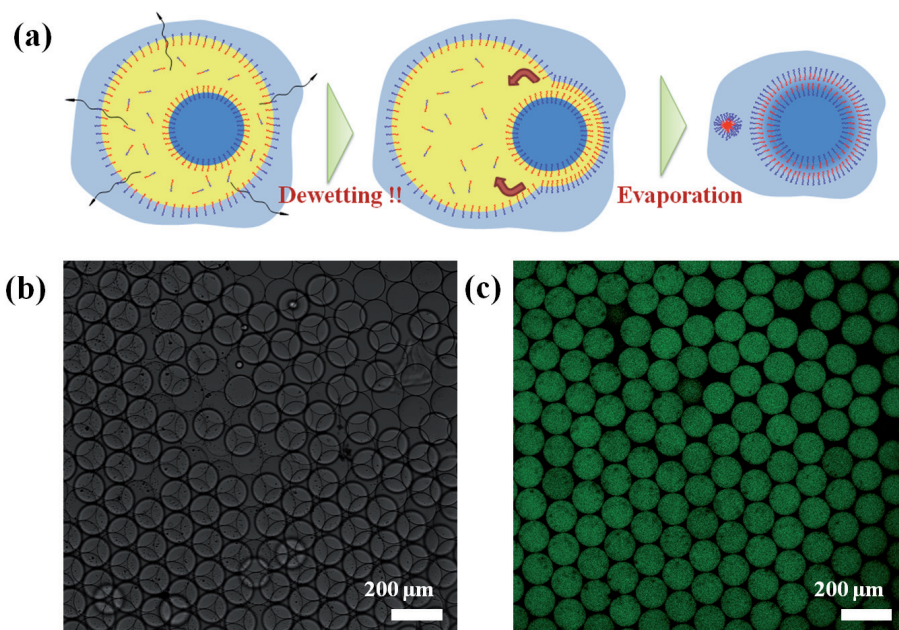 (a)
Dewetting !!
Evaporation
(b)
(c)
200 μm
200 μm